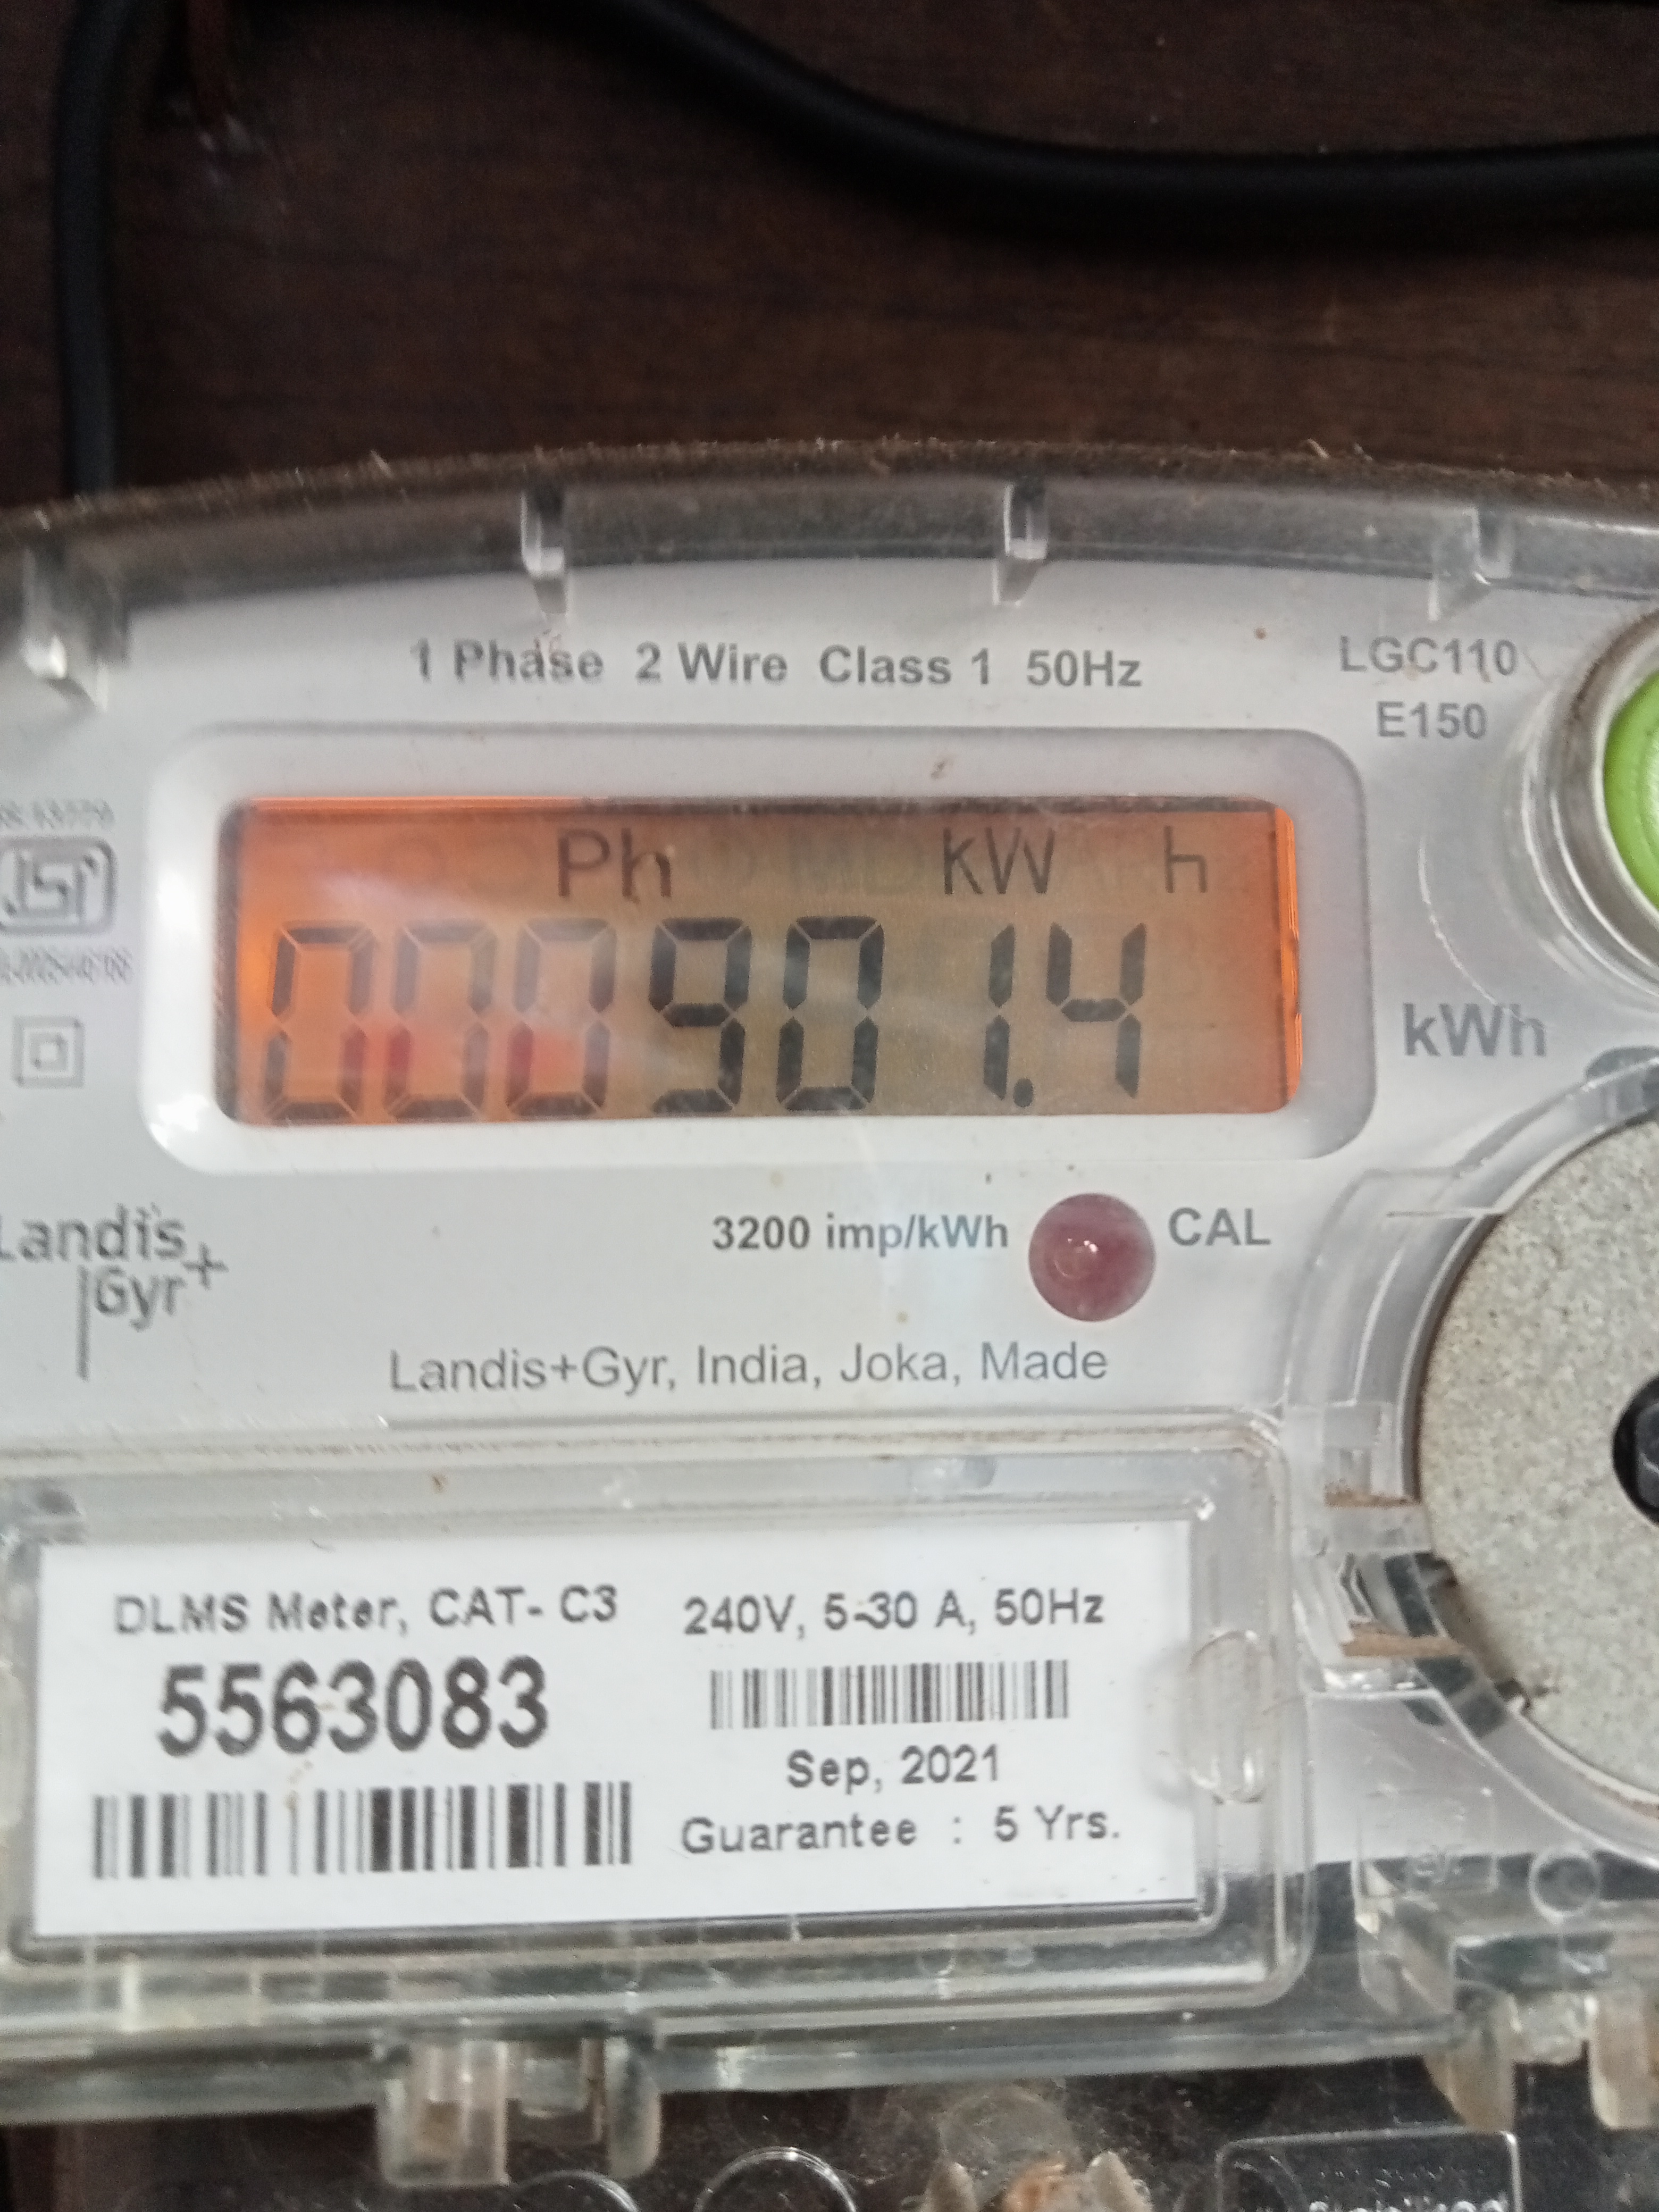 1 Phase 2 Wire Class 1 50Hz
LGC110
E150
Ph kW h
000901.4
kWh
Landis
Gyr+
3200 imp/kWh CAL
Landis+Gyr, India, Joka, Made
DLMS Meter, CAT- C3
5563083
240V, 5-30 A, 50Hz
Sep, 2021
Guarantee : 5 Yrs.